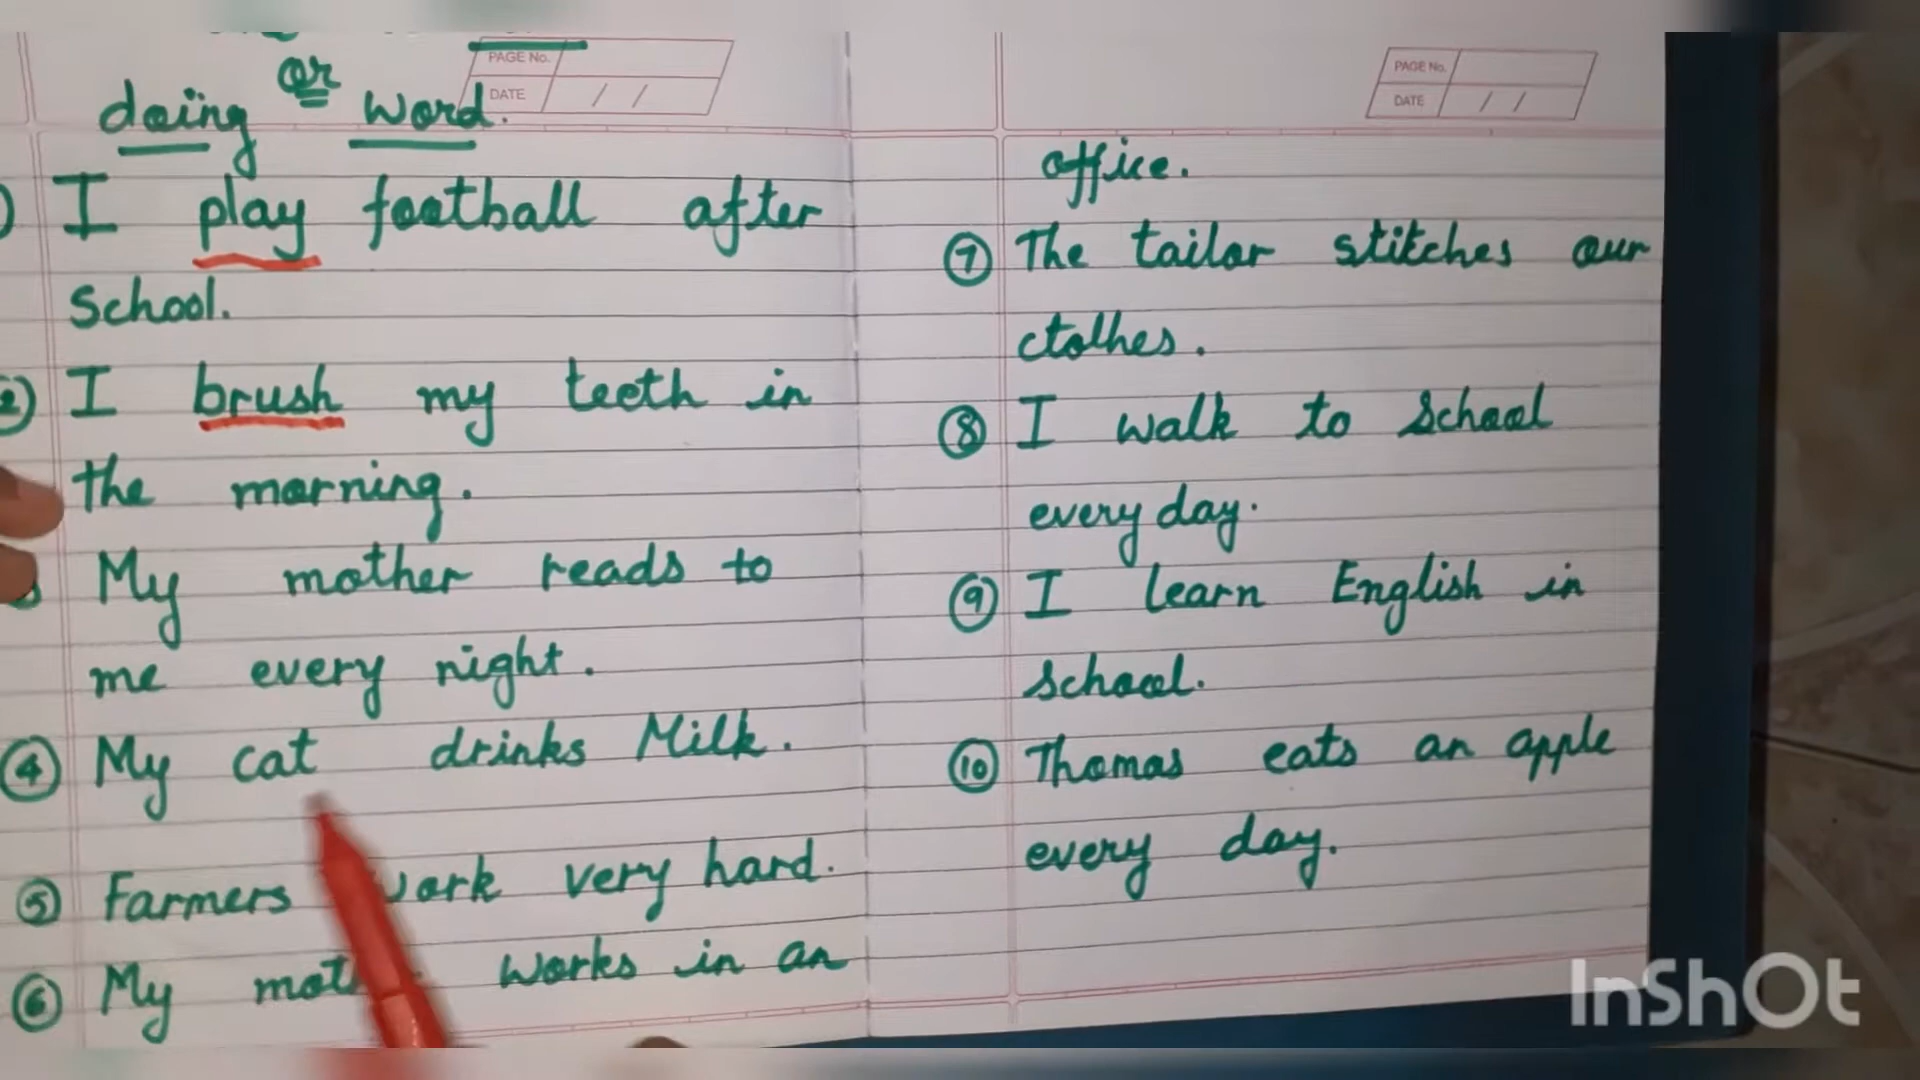 or
doing word.
PAGE No.
DATE / /
I play football after
School.
2) I brush my teeth in
the morning.
My mother reads to
me every night.
④ My cat drinks Milk.
⑤ Farmers work very hard.
⑥ My works in an
PAGE No.
DATE / /
office.
⑦ The tailor stitches our
ctolhes.
⑧ I walk to School
every day.
⑨ I learn English in
school.
⑩ Thomas eats an apple
every day.
InShOt